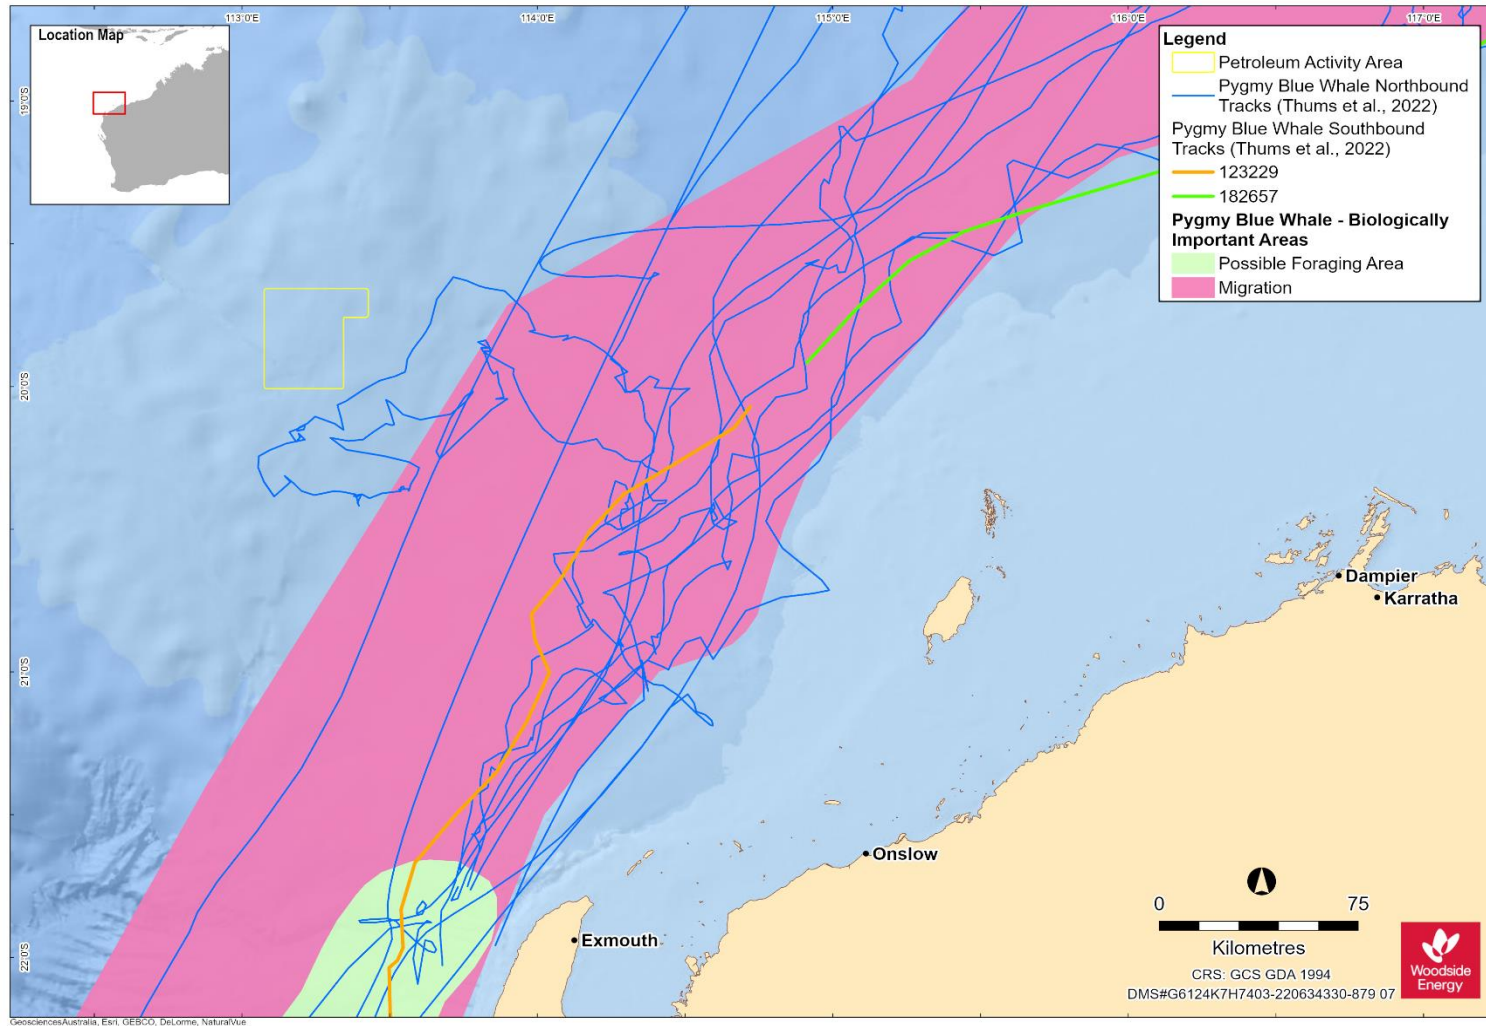 113°0'E
114°0'E
115°0'E
116°0'E
117°0'E
Location Map
19°0'S
20°0'S
21°0'S
22°0'S
Legend
Petroleum Activity Area
Pygmy Blue Whale Northbound
Tracks (Thums et al., 2022)
Pygmy Blue Whale Southbound
Tracks (Thums et al., 2022)
123229
182657
Pygmy Blue Whale - Biologically
Important Areas
Possible Foraging Area
Migration
Dampier
Karratha
Onslow
Exmouth
0 75
Kilometres
CRS: GCS GDA 1994
DMS#G6124K7H7403-220634330-879 07
Woodside
Energy
GeosciencesAustralia, Esri, GEBCO, DeLorme, NaturalVue